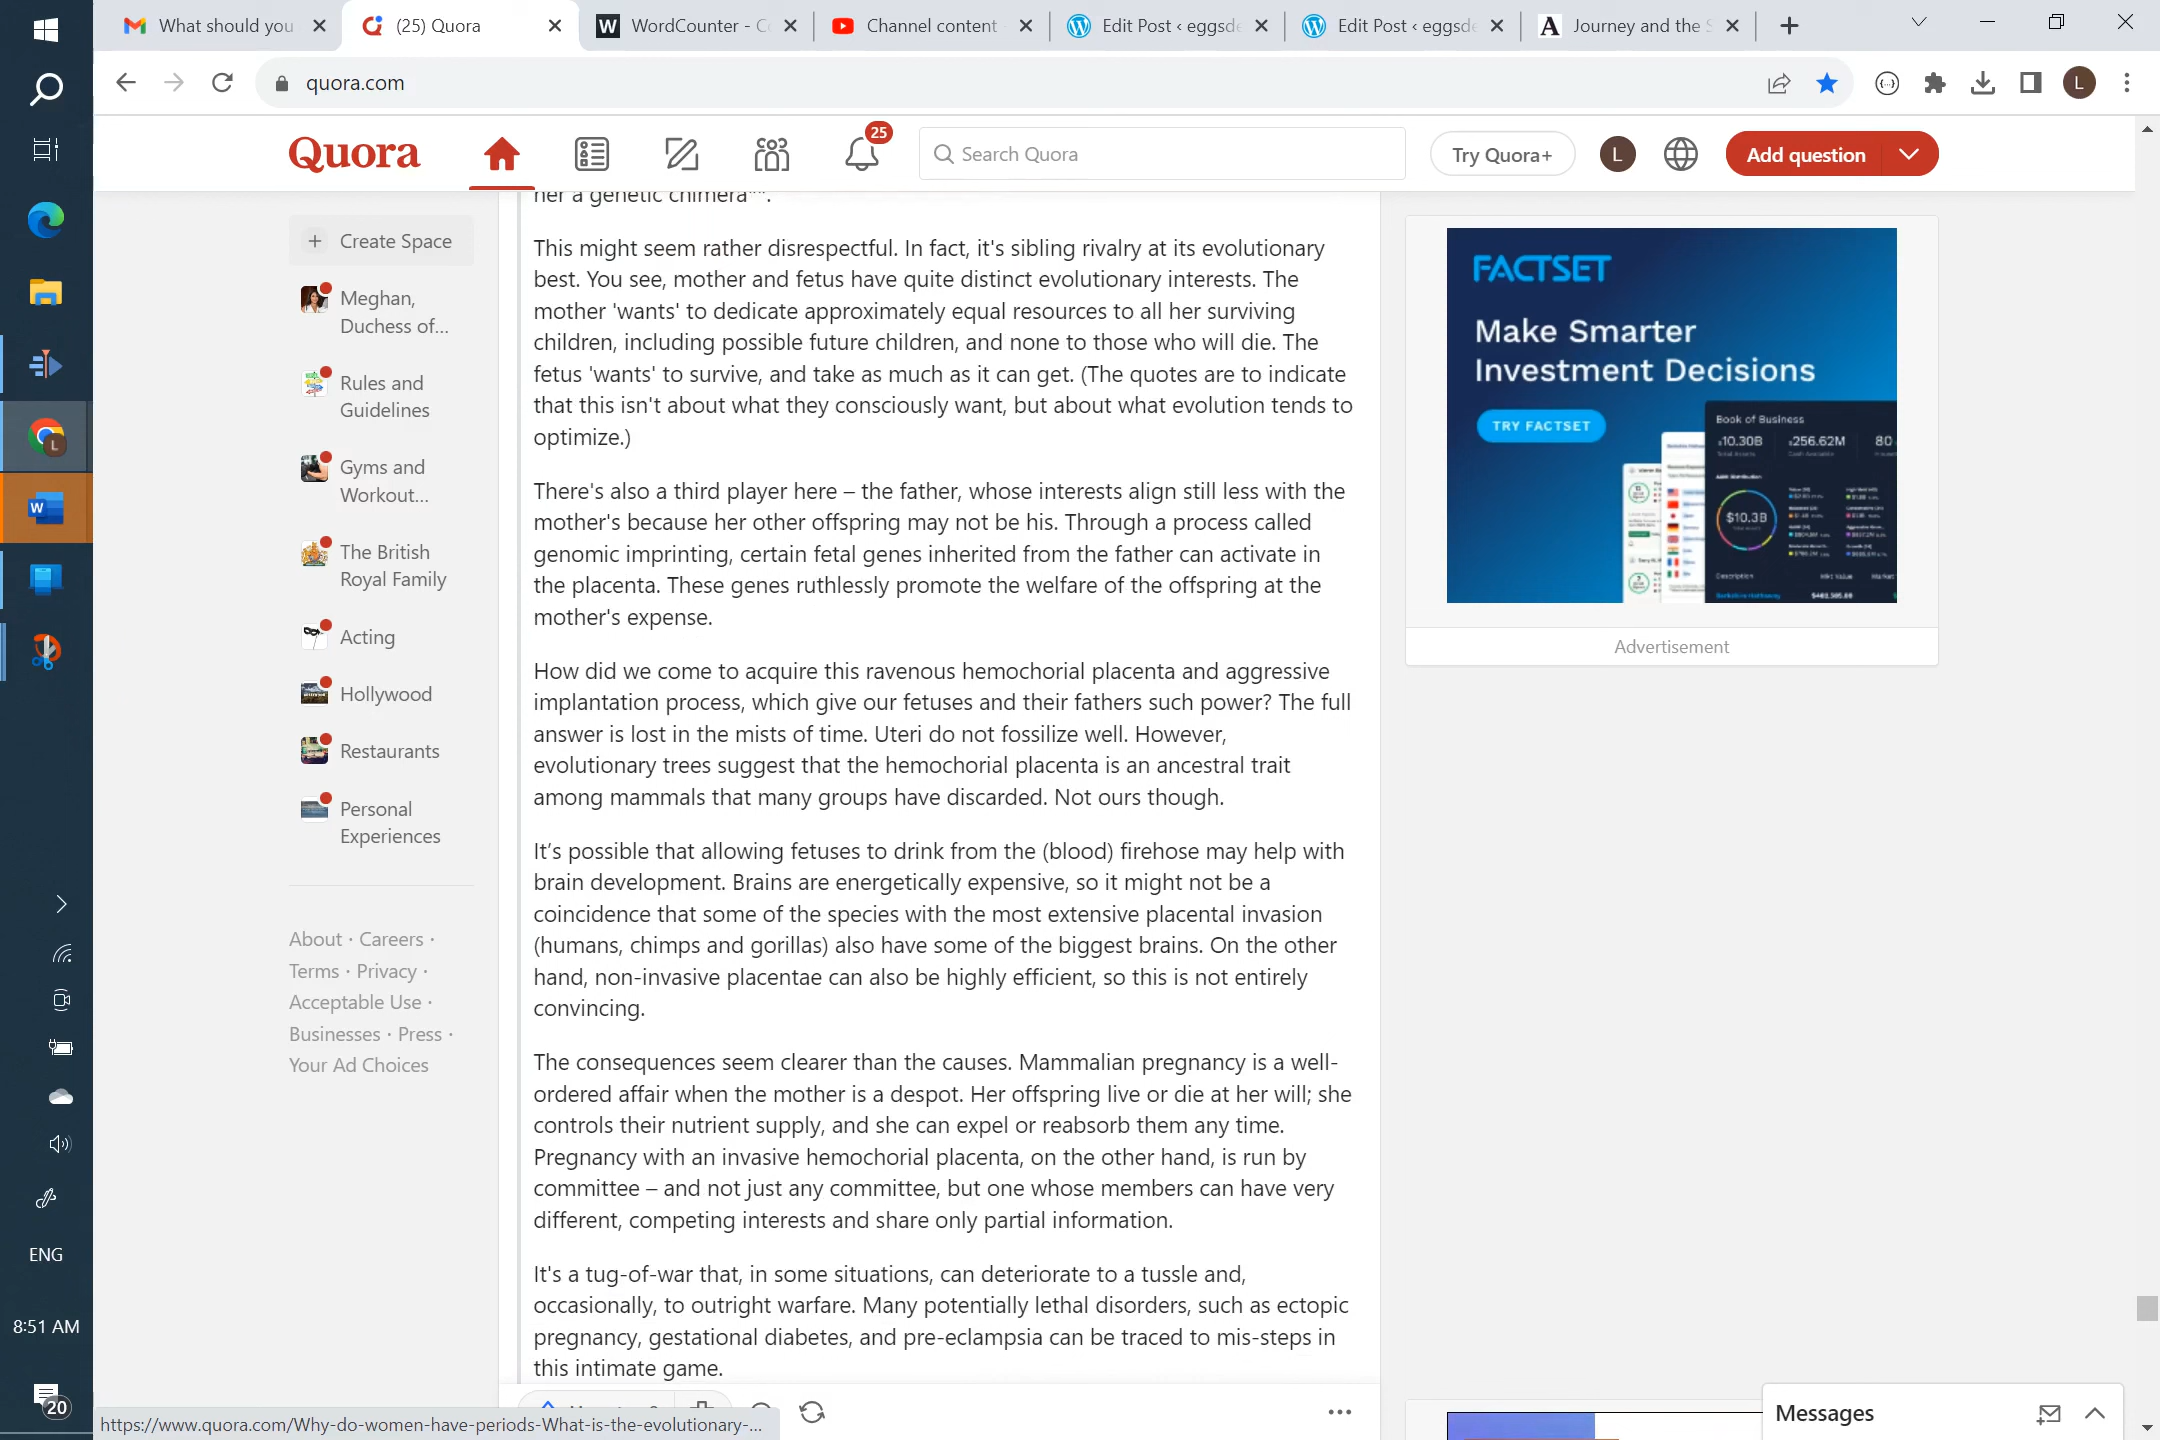 What should you
(25) Quora
WordCounter - Co
Channel content
Edit Post ‹ eggsde
Edit Post ‹ eggsde
Journey and the S
quora.com
L
Quora
25
Search Quora
Try Quora+
L
Add question
Create Space
Meghan,
Duchess of...
Rules and
Guidelines
Gyms and
Workout...
The British
Royal Family
Acting
Hollywood
Restaurants
Personal
Experiences
About · Careers ·
Terms · Privacy ·
Acceptable Use ·
Businesses · Press ·
Your Ad Choices
her a genetic chimera**.
This might seem rather disrespectful. In fact, it's sibling rivalry at its evolutionary
best. You see, mother and fetus have quite distinct evolutionary interests. The
mother 'wants' to dedicate approximately equal resources to all her surviving
children, including possible future children, and none to those who will die. The
fetus 'wants' to survive, and take as much as it can get. (The quotes are to indicate
that this isn't about what they consciously want, but about what evolution tends to
optimize.)
There's also a third player here – the father, whose interests align still less with the
mother's because her other offspring may not be his. Through a process called
genomic imprinting, certain fetal genes inherited from the father can activate in
the placenta. These genes ruthlessly promote the welfare of the offspring at the
mother's expense.
How did we come to acquire this ravenous hemochorial placenta and aggressive
implantation process, which give our fetuses and their fathers such power? The full
answer is lost in the mists of time. Uteri do not fossilize well. However,
evolutionary trees suggest that the hemochorial placenta is an ancestral trait
among mammals that many groups have discarded. Not ours though.
It’s possible that allowing fetuses to drink from the (blood) firehose may help with
brain development. Brains are energetically expensive, so it might not be a
coincidence that some of the species with the most extensive placental invasion
(humans, chimps and gorillas) also have some of the biggest brains. On the other
hand, non-invasive placentae can also be highly efficient, so this is not entirely
convincing.
The consequences seem clearer than the causes. Mammalian pregnancy is a well-
ordered affair when the mother is a despot. Her offspring live or die at her will; she
controls their nutrient supply, and she can expel or reabsorb them any time.
Pregnancy with an invasive hemochorial placenta, on the other hand, is run by
committee – and not just any committee, but one whose members can have very
different, competing interests and share only partial information.
It's a tug-of-war that, in some situations, can deteriorate to a tussle and,
occasionally, to outright warfare. Many potentially lethal disorders, such as ectopic
pregnancy, gestational diabetes, and pre-eclampsia can be traced to mis-steps in
this intimate game.
FACTSET
Make Smarter
Investment Decisions
TRY FACTSET
Book of Business
$10.30B
$256.62M
80
$10.3B
Advertisement
Messages
ENG
8:51 AM
20
https://www.quora.com/Why-do-women-have-periods-What-is-the-evolutionary-...